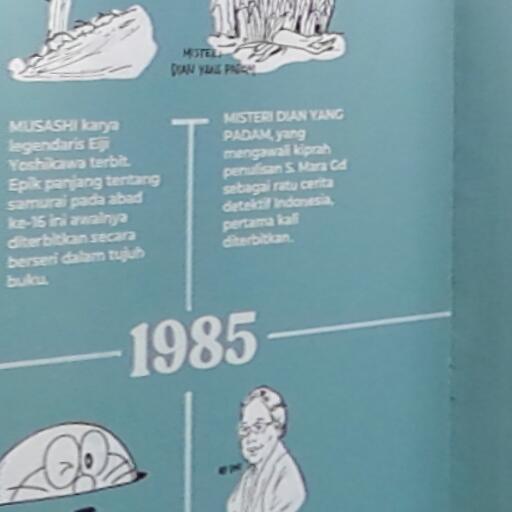 MISTERI
DIAN YANG PADAM
MUSASHI karya
legendaris Eiji
Yoshikawa terbit.
Epik panjang tentang
samurai pada abad
ke-16 ini awalnya
diterbitkan secara
berseri dalam tujuh
buku.
MISTERI DIAN YANG
PADAM, yang
mengawali kiprah
penulisan S. Mara Gd
sebagai ratu cerita
detektif Indonesia,
pertama kali
diterbitkan.
1985